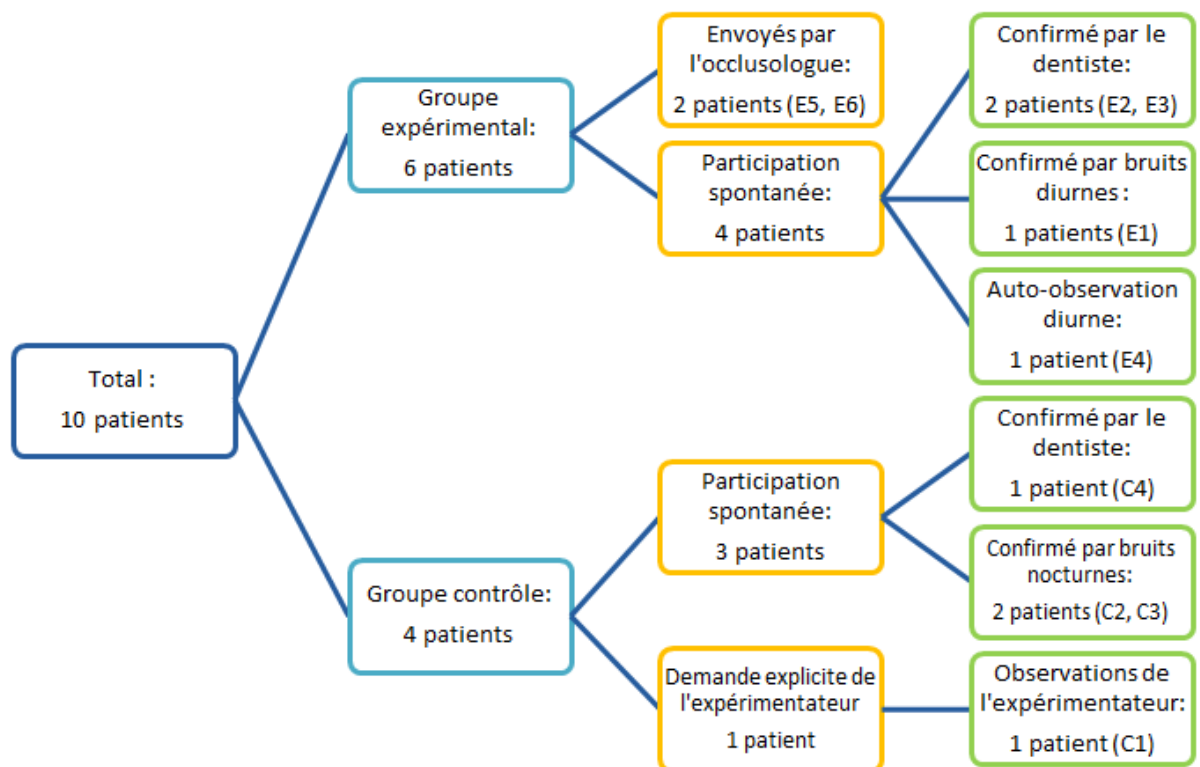 Total :
10 patients
Groupe
expérimental:
6 patients
Envoyés par
l'occlusologue:
2 patients (E5, E6)
Participation
spontanée:
4 patients
Confirmé par le
dentiste:
2 patients (E2, E3)
Confirmé par bruits
diurnes :
1 patients (E1)
Auto-observation
diurne:
1 patient (E4)
Groupe contrôle:
4 patients
Participation
spontanée:
3 patients
Confirmé par le
dentiste:
1 patient (C4)
Confirmé par bruits
nocturnes:
2 patients (C2, C3)
Demande explicite de
l'expérimentateur
1 patient
Observations de
l'expérimentateur:
1 patient (C1)